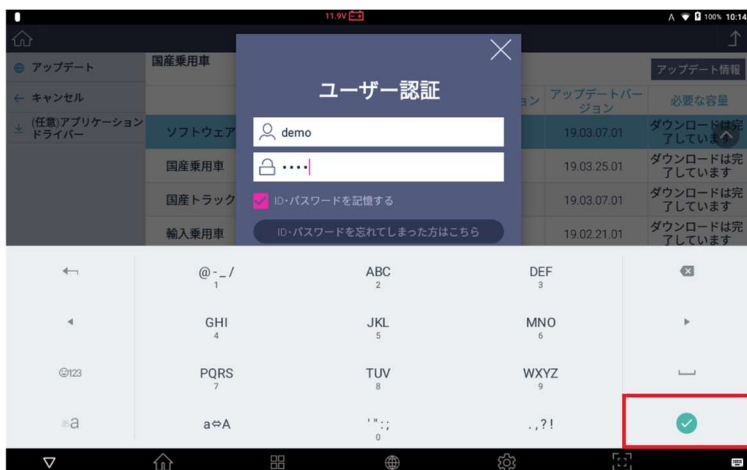 11.9V
100% 10:14
アップデート
国産乗用車
アップデート情報
ユーザー認証
キャンセル
ョン
アップデートバージョン
必要な容量
(任意)アプリケーションドライバー
ソフトウェア
demo
19.03.07.01
ダウンロードは完了しています
国産乗用車
••••
19.03.25.01
ダウンロードは完了しています
国産トラック
ID・パスワードを記憶する
19.03.07.01
ダウンロードは完了しています
輸入乗用車
ID・パスワードを忘れてしまった方はこちら
19.02.21.01
ダウンロードは完了しています
@-_/
1
ABC
2
DEF
3
GHI
4
JKL
5
MNO
6
123
PQRS
7
TUV
8
WXYZ
9
あa
a⇔A
'":;
0
.,?!